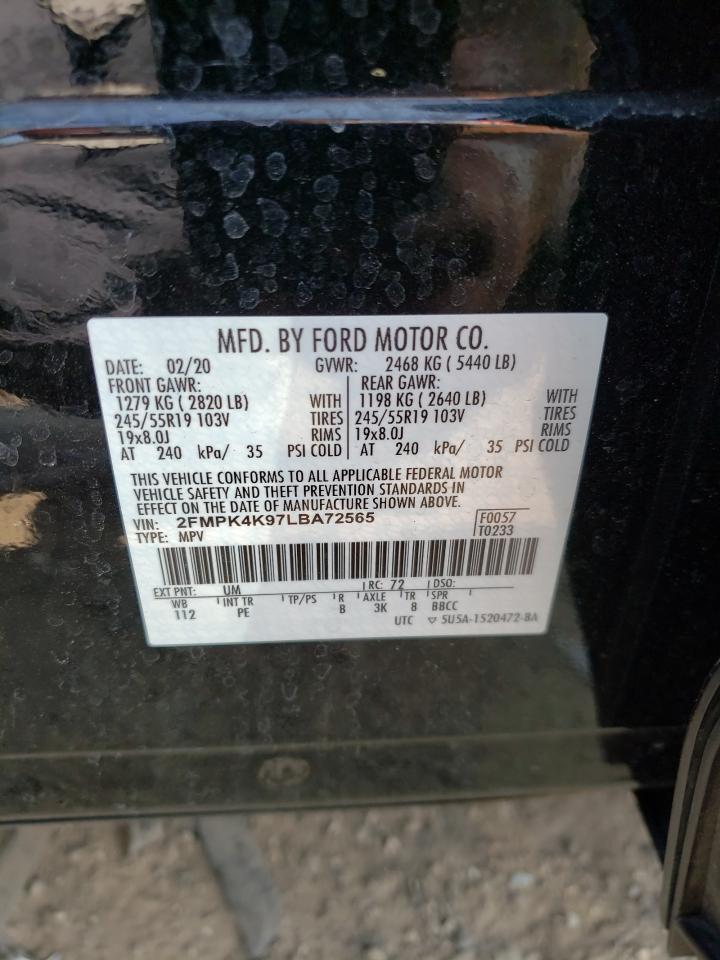 MFD. BY FORD MOTOR CO.
DATE: 02/20 GVWR: 2468 KG ( 5440 LB)
FRONT GAWR: REAR GAWR:
1279 KG ( 2820 LB) WITH 1198 KG ( 2640 LB) WITH
245/55R19 103V TIRES 245/55R19 103V TIRES
19x8.0J RIMS 19x8.0J RIMS
AT 240 kPa/ 35 PSI COLD AT 240 kPa/ 35 PSI COLD
THIS VEHICLE CONFORMS TO ALL APPLICABLE FEDERAL MOTOR
VEHICLE SAFETY AND THEFT PREVENTION STANDARDS IN
EFFECT ON THE DATE OF MANUFACTURE SHOWN ABOVE.
VIN: 2FMPK4K97LBA72565 F0057
TYPE: MPV T0233
EXT PNT: UM RC: 72 DSO:
WB INT TR TP/PS R AXLE TR SPR
112 PE B 3K 8 BBCC
UTC ▽ 5U5A-1520472-BA